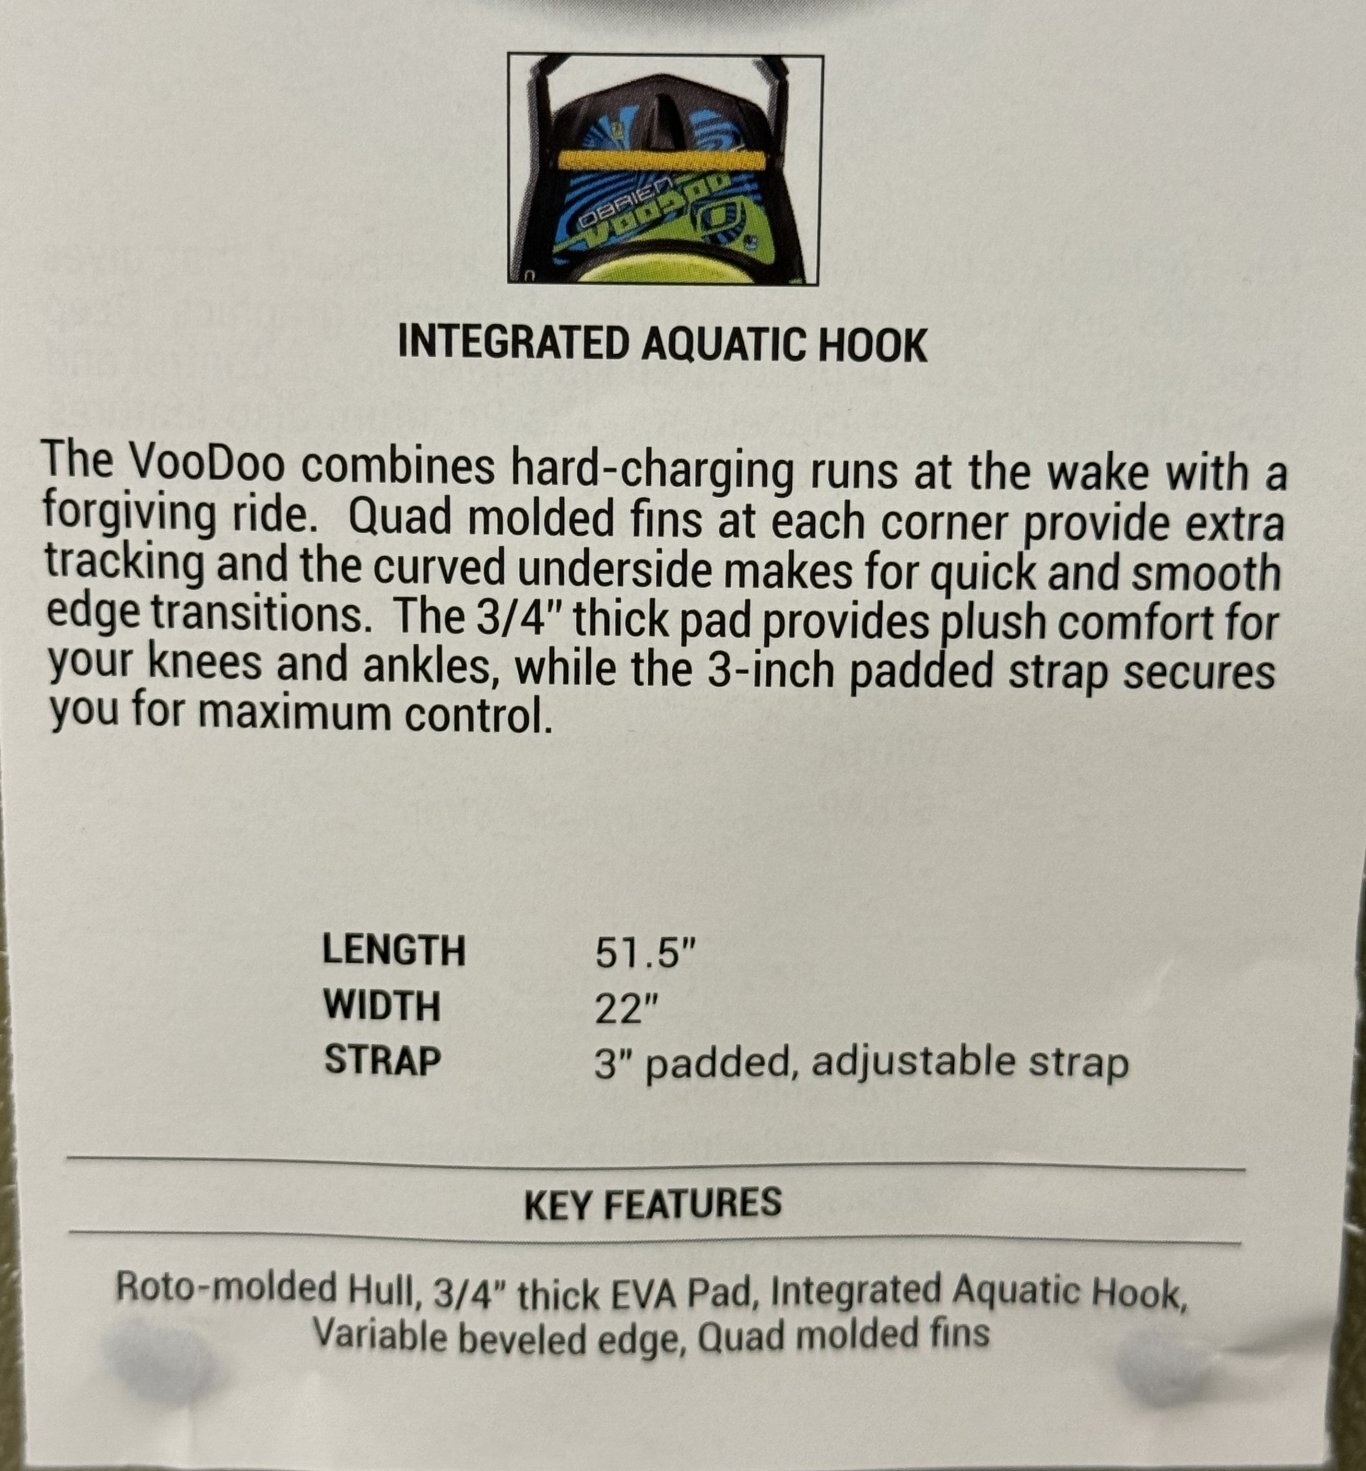 OBRIEN
VOODOO
INTEGRATED AQUATIC HOOK
The VooDoo combines hard-charging runs at the wake with a
forgiving ride. Quad molded fins at each corner provide extra
tracking and the curved underside makes for quick and smooth
edge transitions. The 3/4" thick pad provides plush comfort for
your knees and ankles, while the 3-inch padded strap secures
you for maximum control.
LENGTH 51.5"
WIDTH 22"
STRAP 3" padded, adjustable strap
KEY FEATURES
Roto-molded Hull, 3/4" thick EVA Pad, Integrated Aquatic Hook,
Variable beveled edge, Quad molded fins